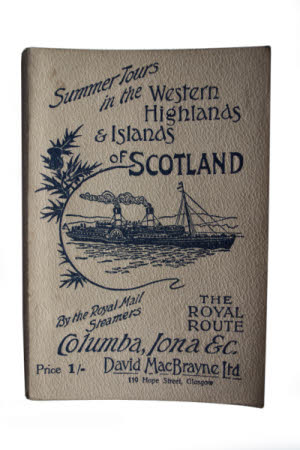 Summer Tours
in the Western
Highlands
& Islands
of SCOTLAND
By the Royal Mail
Steamers
THE
ROYAL
ROUTE
Columba, Iona &c.
Price 1/- David MacBrayne Ltd
119 Hope Street, Glasgow